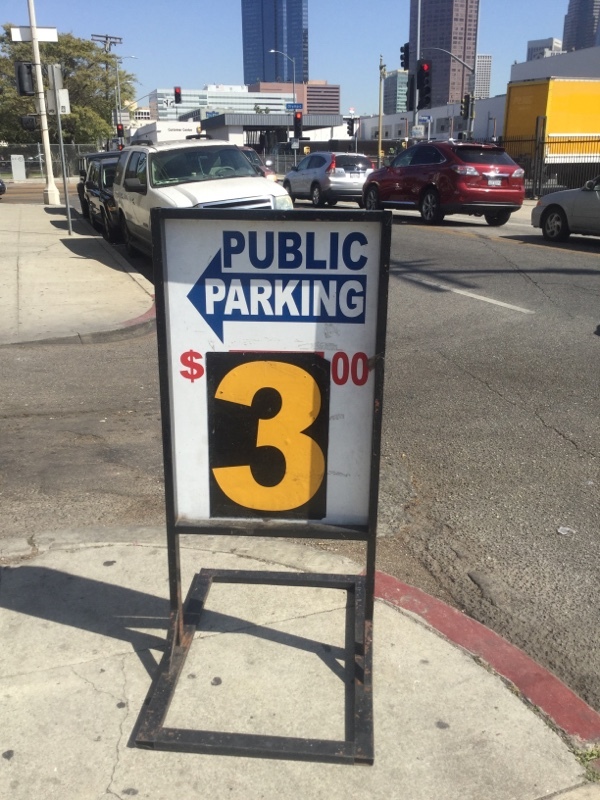 PUBLIC
PARKING
$ 3 00